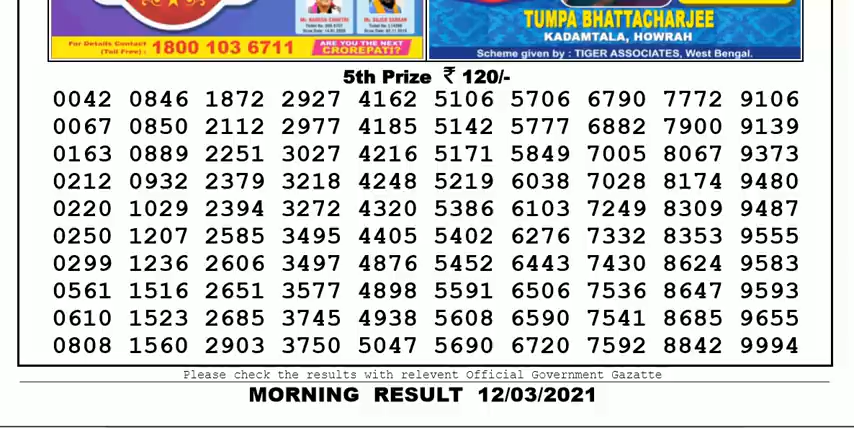 Mr. NARESH CHHETRI
Mr. RAJIB SARKAR
TUMPA BHATTACHARJEE
KADAMTALA, HOWRAH
For Details Contact
(Toll Free) : 1800 103 6711
ARE YOU THE NEXT
CROREPATI?
Scheme given by : TIGER ASSOCIATES, West Bengal.
5th Prize ₹ 120/-
0042 0846 1872 2927 4162 5106 5706 6790 7772 9106
0067 0850 2112 2977 4185 5142 5777 6882 7900 9139
0163 0889 2251 3027 4216 5171 5849 7005 8067 9373
0212 0932 2379 3218 4248 5219 6038 7028 8174 9480
0220 1029 2394 3272 4320 5386 6103 7249 8309 9487
0250 1207 2585 3495 4405 5402 6276 7332 8353 9555
0299 1236 2606 3497 4876 5452 6443 7430 8624 9583
0561 1516 2651 3577 4898 5591 6506 7536 8647 9593
0610 1523 2685 3745 4938 5608 6590 7541 8685 9655
0808 1560 2903 3750 5047 5690 6720 7592 8842 9994
Please check the results with relevent Official Government Gazatte
MORNING RESULT 12/03/2021